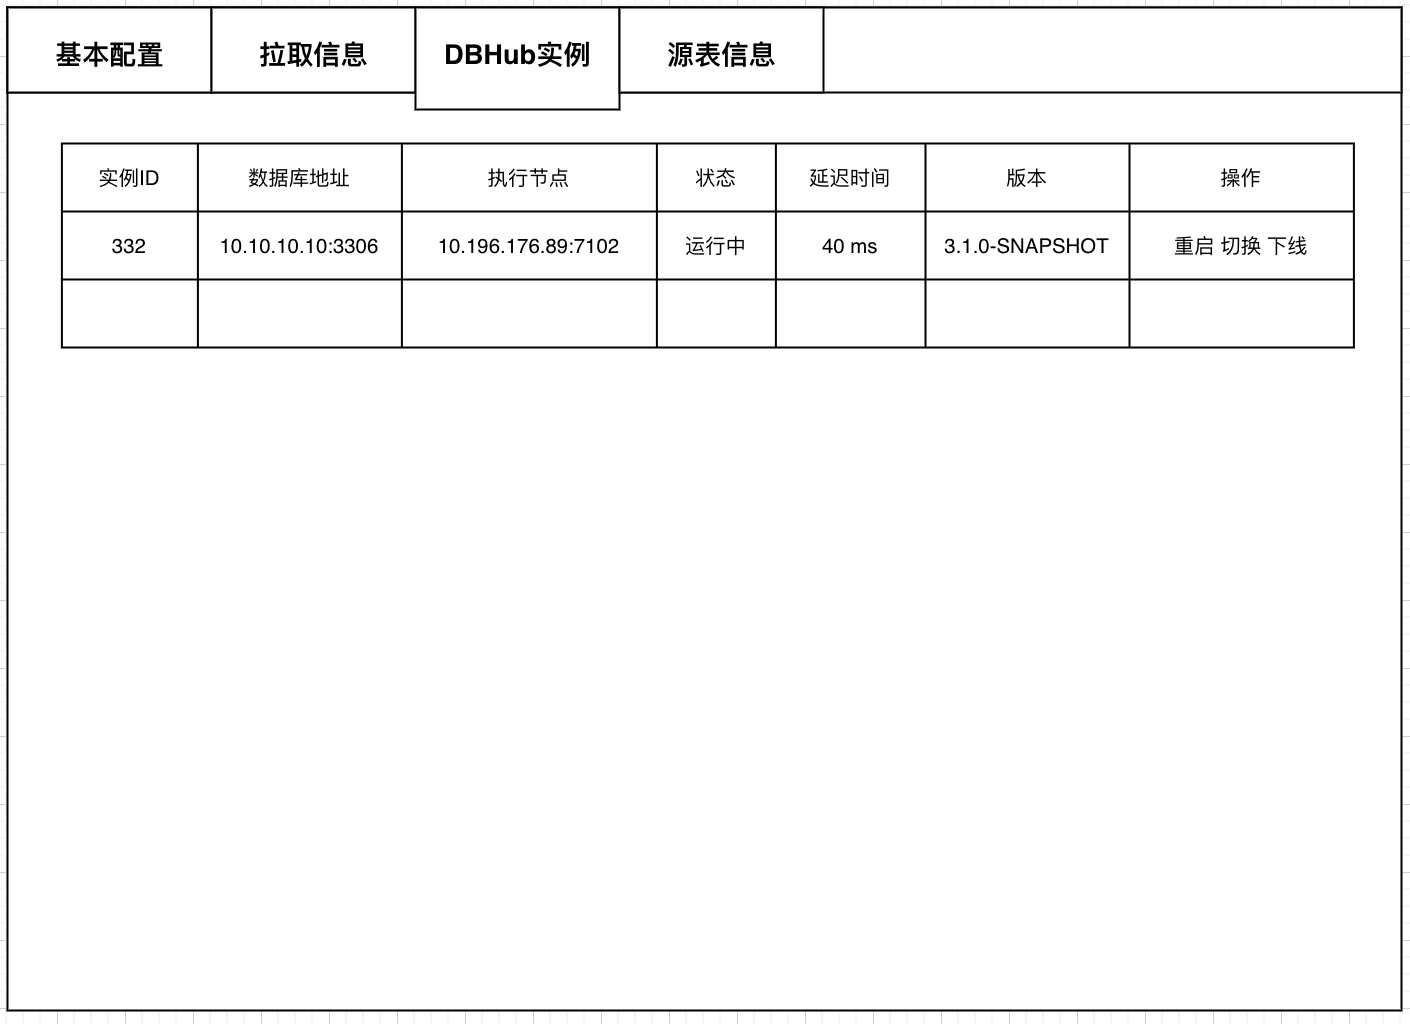 基本配置 拉取信息 DBHub实例 源表信息
实例ID 数据库地址 执行节点 状态 延迟时间 版本 操作
332 10.10.10.10:3306 10.196.176.89:7102 运行中 40 ms 3.1.0-SNAPSHOT 重启 切换 下线